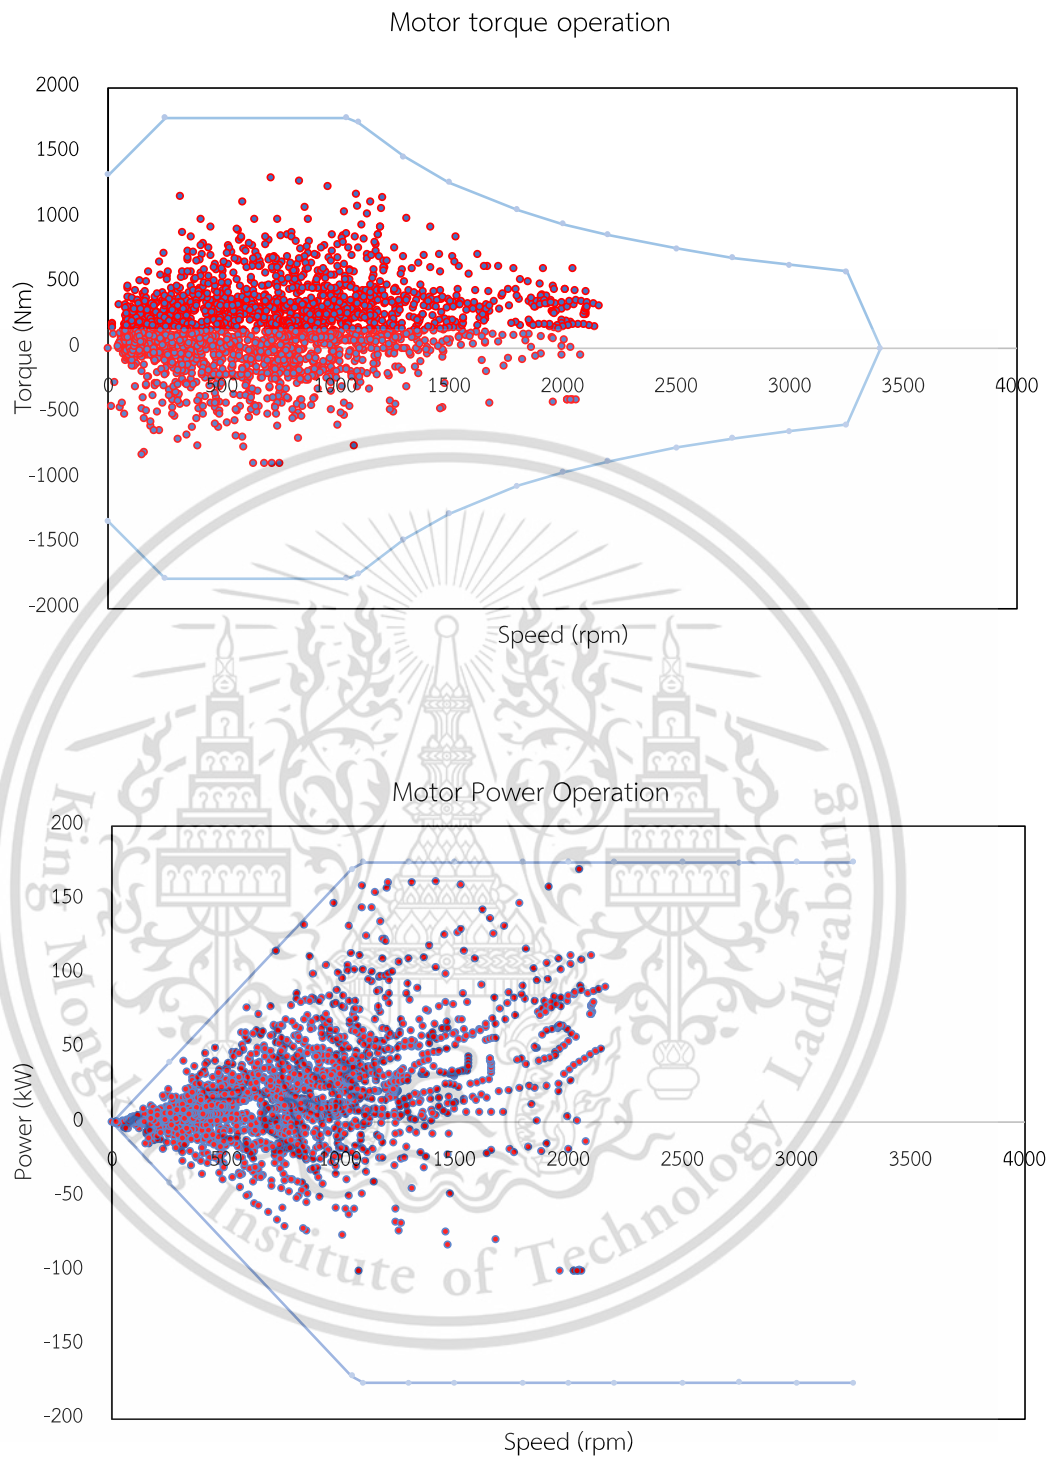 Motor torque operation
2000
1500
1000
500
0
-500
-1000
-1500
-2000
Torque (Nm)
0 500 1000 1500 2000 2500 3000 3500 4000
Speed (rpm)
Motor Power Operation
200
150
100
50
0
-50
-100
-150
-200
Power (kW)
0 500 1000 1500 2000 2500 3000 3500 4000
Speed (rpm)
King Mongkut's Institute of Technology Ladkrabang